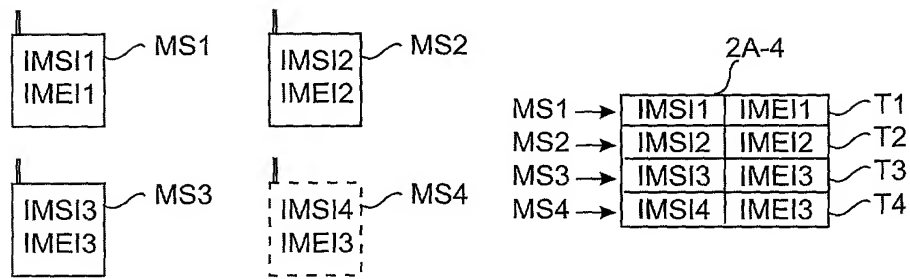 IMSI1
IMEI1
MS1
IMSI2
IMEI2
MS2
IMSI3
IMEI3
MS3
IMSI4
IMEI3
MS4
2A-4
MS1 → IMSI1 IMEI1 T1
MS2 → IMSI2 IMEI2 T2
MS3 → IMSI3 IMEI3 T3
MS4 → IMSI4 IMEI3 T4